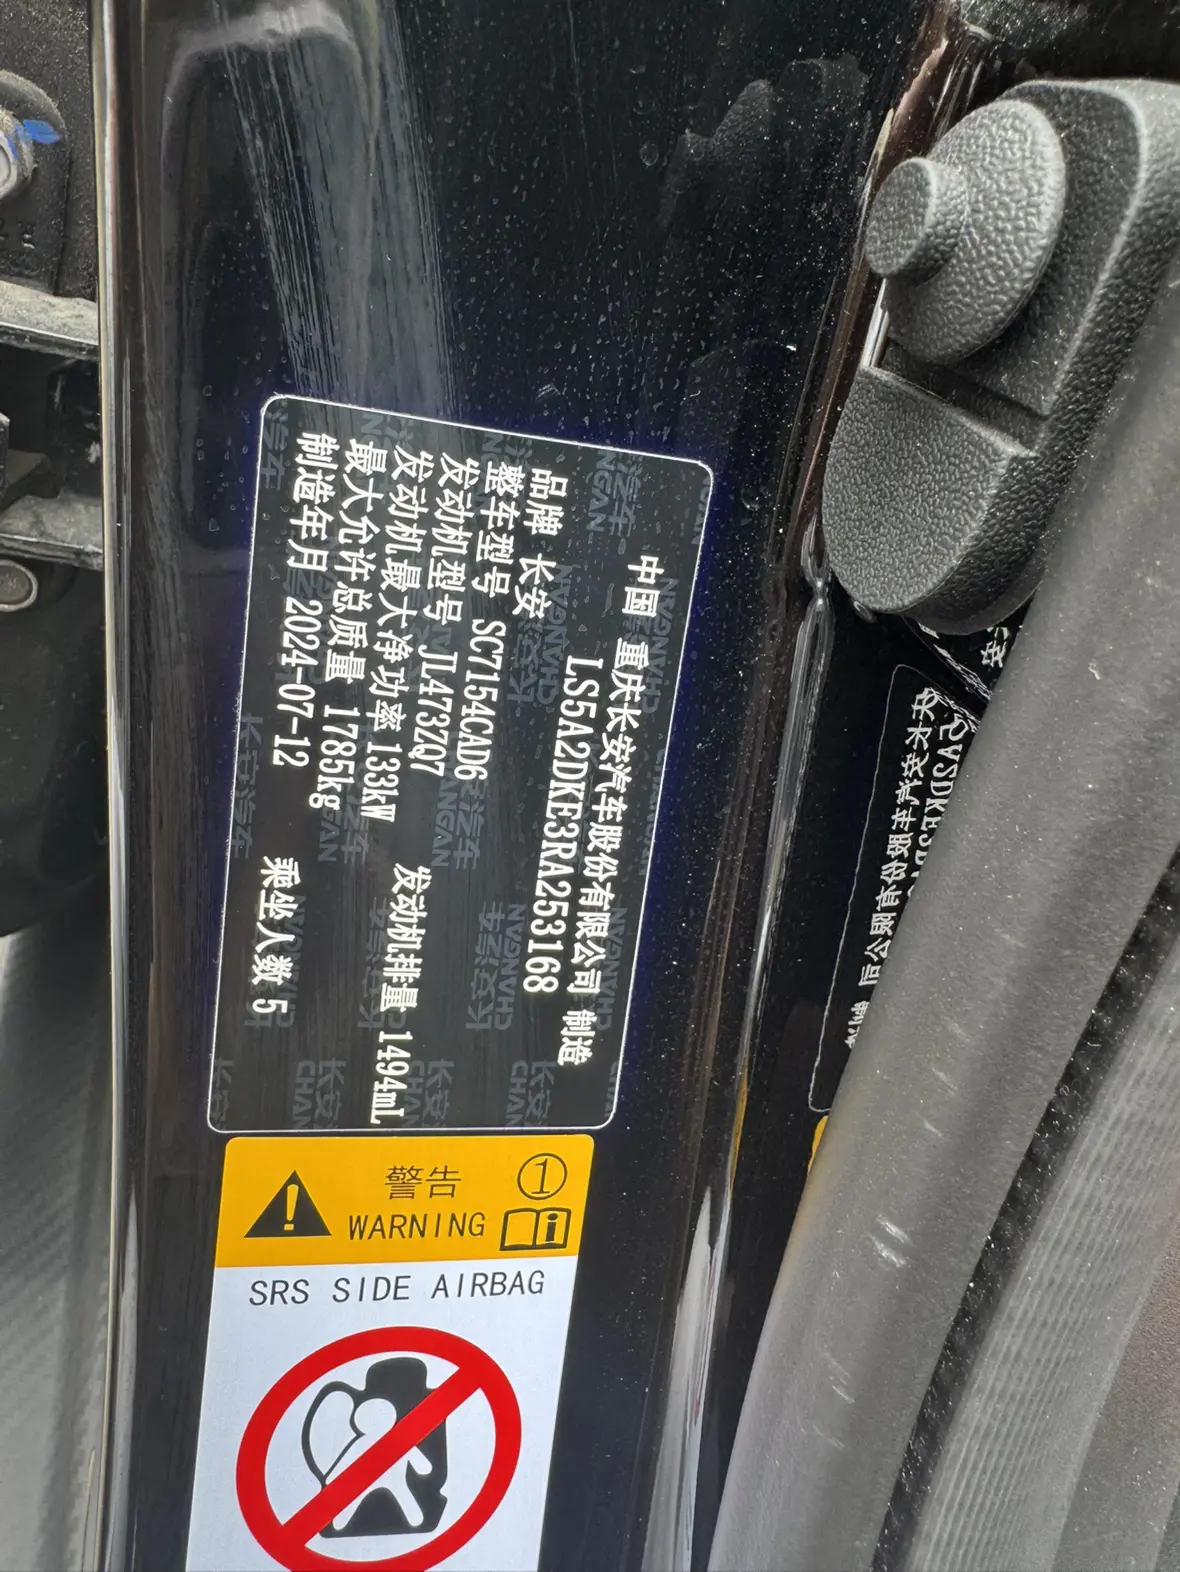 中国 重庆长安汽车股份有限公司 制造
LS5A2DKE3RA253168
品牌 长安
整车型号 SC7154CAD6
发动机型号 JL473ZQ7
发动机最大净功率 133kW 发动机排量 1494mL
最大允许总质量 1785kg
制造年月 2024-07-12 乘坐人数 5
警告
WARNING
①
SRS SIDE AIRBAG